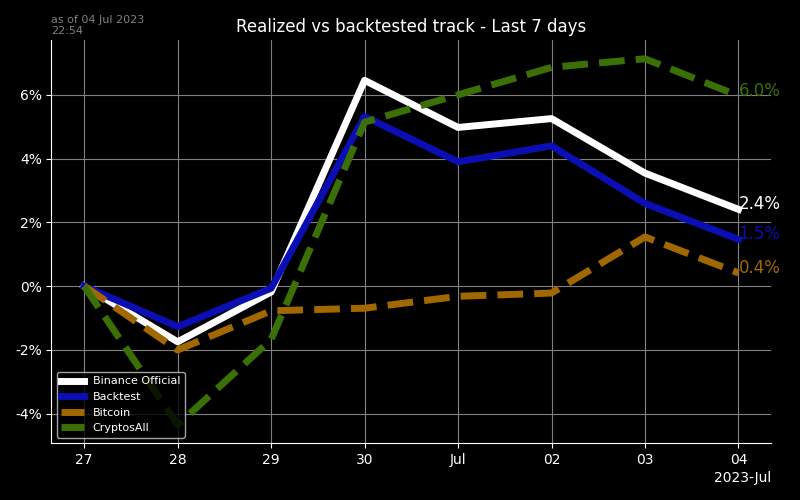 as of 04 Jul 2023
22:54
Realized vs backtested track - Last 7 days
6%
4%
2%
0%
-2%
-4%
6.0%
2.4%
1.5%
0.4%
Binance Official
Backtest
Bitcoin
CryptosAll
27 28 29 30 Jul 02 03 04
2023-Jul